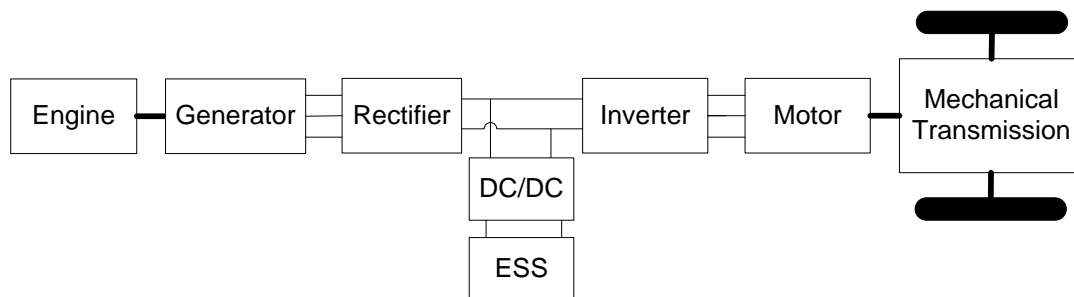 Engine
Generator
Rectifier
Inverter
Motor
Mechanical
Transmission
DC/DC
ESS